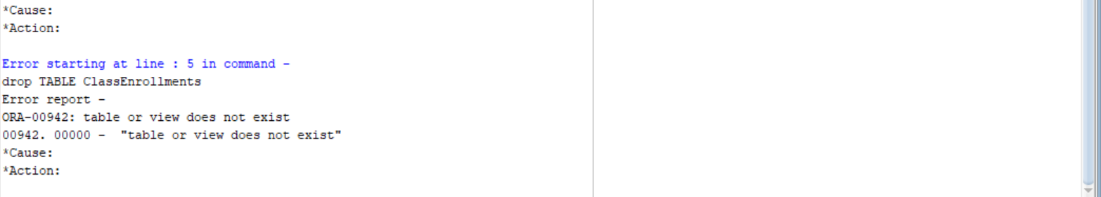 *Cause:
*Action:
Error starting at line : 5 in command -
drop TABLE ClassEnrollments
Error report -
ORA-00942: table or view does not exist
00942. 00000 -  "table or view does not exist"
*Cause:
*Action: